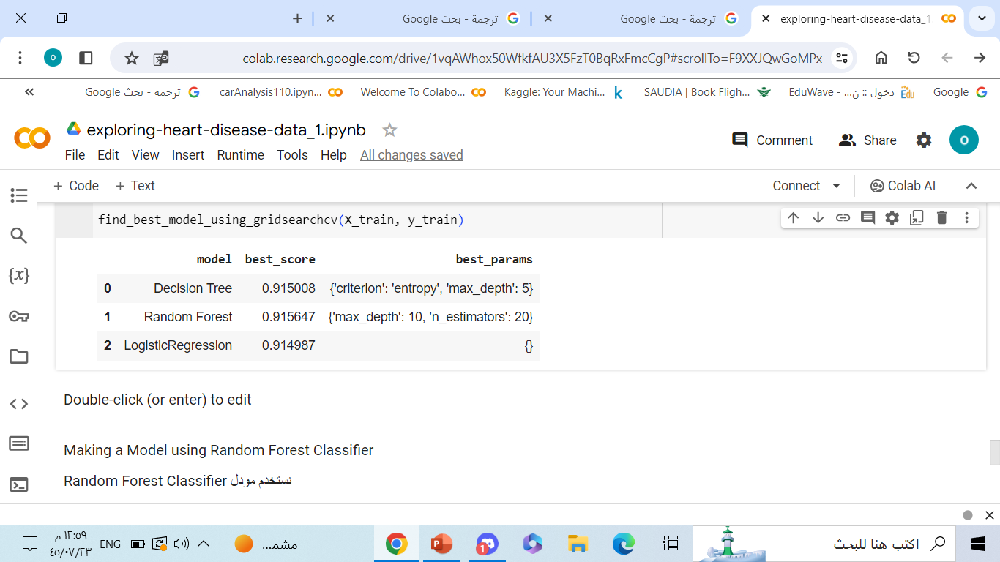 ترجمة - بحث Google
ترجمة - بحث Google
exploring-heart-disease-data_1
colab.research.google.com/drive/1vqAWhox50WfkfAU3X5FzT0BqRxFmcCgP#scrollTo=F9XXJQwGoMPx
O
ترجمة - بحث Google
carAnalysis110.ipyn...
Welcome To Colabo...
Kaggle: Your Machi...
SAUDIA | Book Fligh...
دخول :: ن... - EduWave
Google
exploring-heart-disease-data_1.ipynb
File Edit View Insert Runtime Tools Help All changes saved
Comment Share O
+ Code + Text Connect Colab AI
find_best_model_using_gridsearchcv(X_train, y_train)
model best_score best_params
0 Decision Tree 0.915008 {'criterion': 'entropy', 'max_depth': 5}
1 Random Forest 0.915647 {'max_depth': 10, 'n_estimators': 20}
2 LogisticRegression 0.914987 {}
Double-click (or enter) to edit
Making a Model using Random Forest Classifier
Random Forest Classifier نستخدم مودل
١٢:٥٩ م
٤٥/٠٧/٢٣
ENG
مشمـ...
1
اكتب هنا للبحث